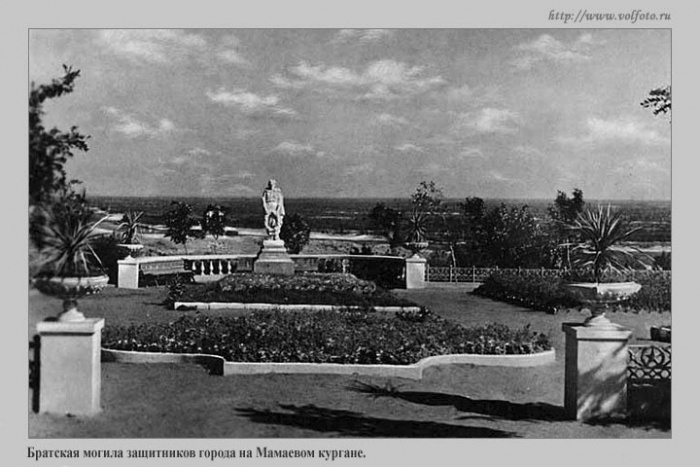 http://www.volfoto.ru
Братская могила защитников города на Мамаевом кургане.